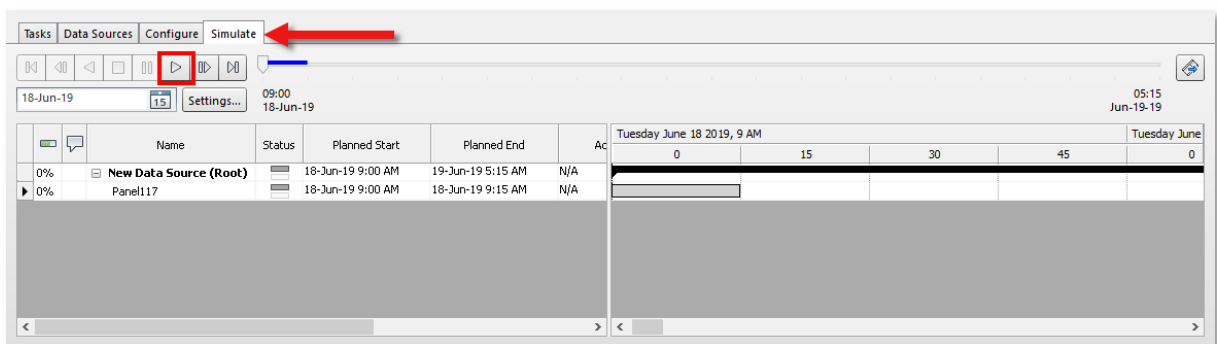 Tasks Data Sources Configure Simulate
18-Jun-19 15 Settings... 09:00 05:15
18-Jun-19 Jun-19-19
Name Status Planned Start Planned End Ac Tuesday June 18 2019, 9 AM Tuesday June
0 15 30 45 0
0% New Data Source (Root) 18-Jun-19 9:00 AM 19-Jun-19 5:15 AM N/A
0% Panel117 18-Jun-19 9:00 AM 18-Jun-19 9:15 AM N/A